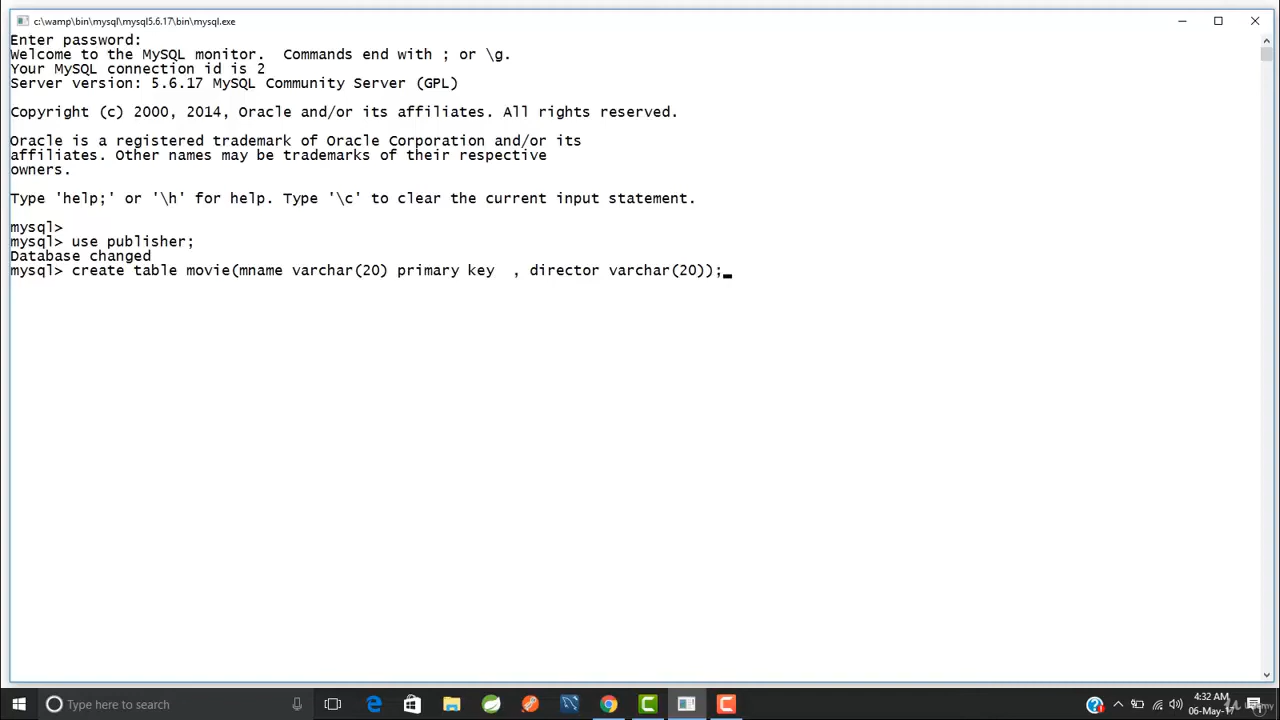 c:\wamp\bin\mysql\mysql5.6.17\bin\mysql.exe
Enter password:
Welcome to the MySQL monitor.  Commands end with ; or \g.
Your MySQL connection id is 2
Server version: 5.6.17 MySQL Community Server (GPL)
Copyright (c) 2000, 2014, Oracle and/or its affiliates. All rights reserved.
Oracle is a registered trademark of Oracle Corporation and/or its
affiliates. Other names may be trademarks of their respective
owners.
Type 'help;' or '\h' for help. Type '\c' to clear the current input statement.
mysql>
mysql> use publisher;
Database changed
mysql> create table movie(mname varchar(20) primary key  , director varchar(20));
Type here to search
4:32 AM
06-May-
Udemy